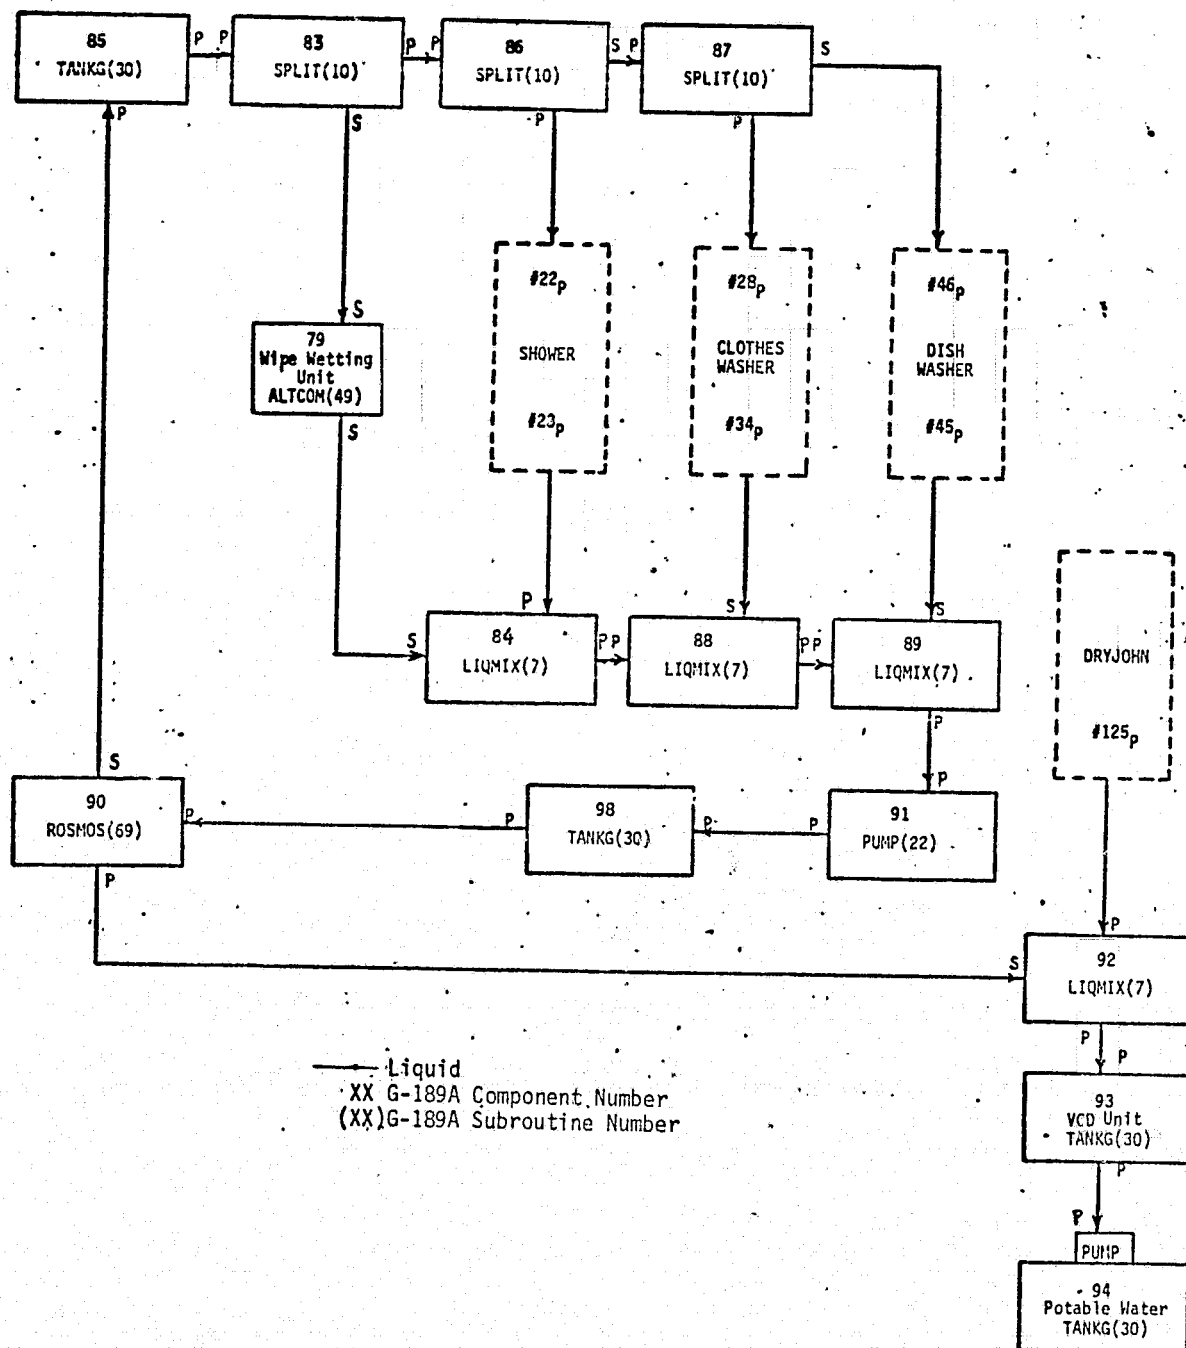 85
TANKG(30)
P P
83
SPLIT(10)
P P
86
SPLIT(10)
S P
87
SPLIT(10)
S
P
S
P
P
S
79
Wipe Wetting
Unit
ALTCOM(49)
S
#22P
SHOWER
#23P
#28P
CLOTHES
WASHER
#34P
#46P
DISH
WASHER
#45P
DRYJOHN
#125P
P
S
S
S
84
LIQMIX(7)
P P
88
LIQMIX(7)
P P
89
LIQMIX(7)
P
P
S
90
ROSMOS(69)
P
P
98
TANKG(30)
P
P
91
PUMP(22)
P
P
S
92
LIQMIX(7)
P
P
93
VCD Unit
TANKG(30)
P
P
PUMP
94
Potable Water
TANKG(30)
Liquid
XX G-189A Component Number
(XX)G-189A Subroutine Number